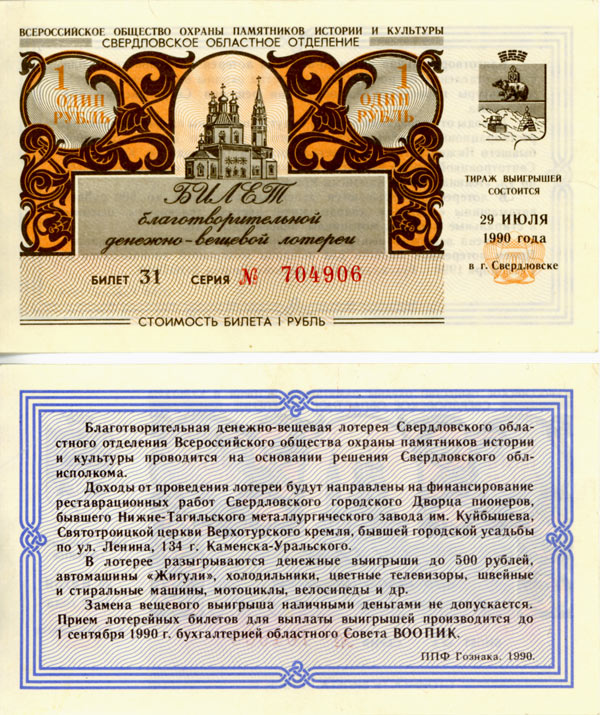 ВСЕРОССИЙСКОЕ ОБЩЕСТВО ОХРАНЫ ПАМЯТНИКОВ ИСТОРИИ И КУЛЬТУРЫ
СВЕРДЛОВСКОЕ ОБЛАСТНОЕ ОТДЕЛЕНИЕ
1
ОДИН
РУБЛЬ
1
ОДИН
РУБЛЬ
БИЛЕТ
благотворительной
денежно-вещевой лотереи
БИЛЕТ 31 СЕРИЯ № 704906
СТОИМОСТЬ БИЛЕТА 1 РУБЛЬ
ТИРАЖ ВЫИГРЫШЕЙ
СОСТОИТСЯ
29 ИЮЛЯ
1990 года
в г. Свердловске
Благотворительная денежно-вещевая лотерея Свердловского обла-
стного отделения Всероссийского общества охраны памятников истории
и культуры проводится на основании решения Свердловского обл-
исполкома.
Доходы от проведения лотереи будут направлены на финансирование
реставрационных работ Свердловского городского Дворца пионеров,
бывшего Нижне-Тагильского металлургического завода им. Куйбышева,
Святотроицкой церкви Верхотурского кремля, бывшей городской усадьбы
по ул. Ленина, 134 г. Каменска-Уральского.
В лотерее разыгрываются денежные выигрыши до 500 рублей,
автомашины «Жигули», холодильники, цветные телевизоры, швейные
и стиральные машины, мотоциклы, велосипеды и др.
Замена вещевого выигрыша наличными деньгами не допускается.
Прием лотерейных билетов для выплаты выигрышей производится до
1 сентября 1990 г. бухгалтерией областного Совета ВООПИК.
ППФ Гознака. 1990.